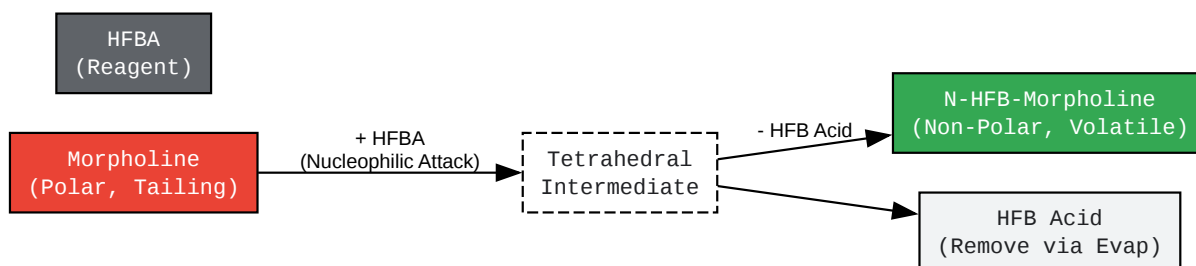 HFBA
(Reagent)
Morpholine
(Polar, Tailing)
+ HFBA
(Nucleophilic Attack)
Tetrahedral
Intermediate
- HFB Acid
N-HFB-Morpholine
(Non-Polar, Volatile)
HFB Acid
(Remove via Evap)